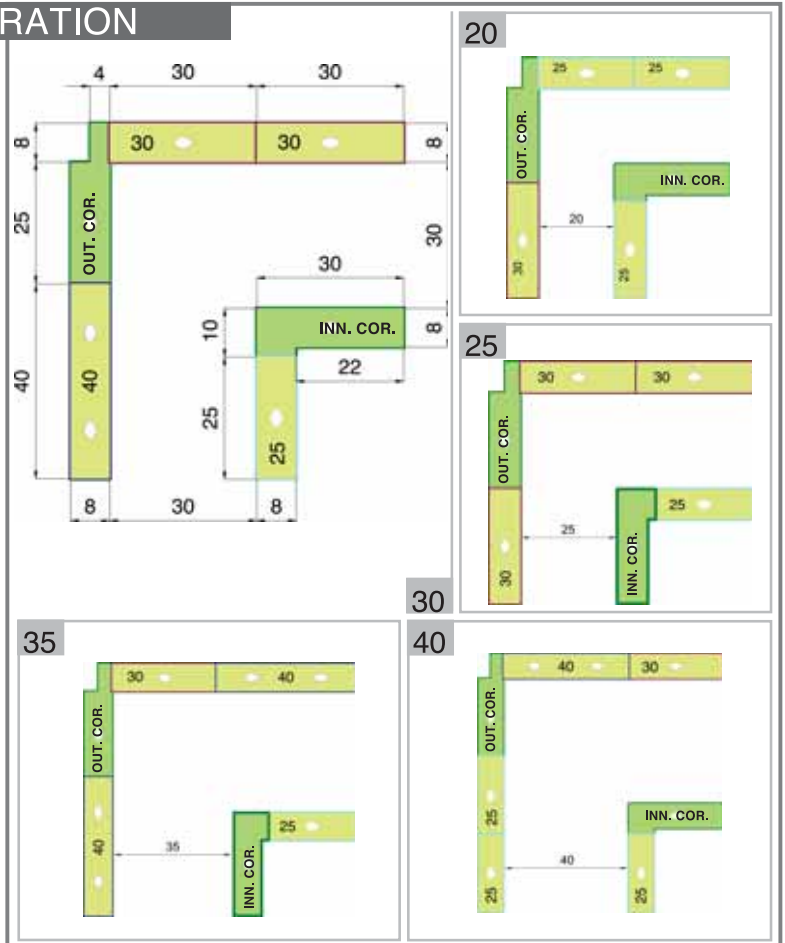 RATION
4 30 30
8 30 30 8
25 OUT. COR. 30
30
10 INN. COR. 8
22
40 40 25 25
8 30 8
30
20
25 25
OUT. COR.
INN. COR.
20
30 25
25
30 30
OUT. COR.
25
25
30 INN. COR.
35
30 40
OUT. COR.
25
35
40 INN. COR.
40
40 30
OUT. COR.
INN. COR.
25
40
25 25